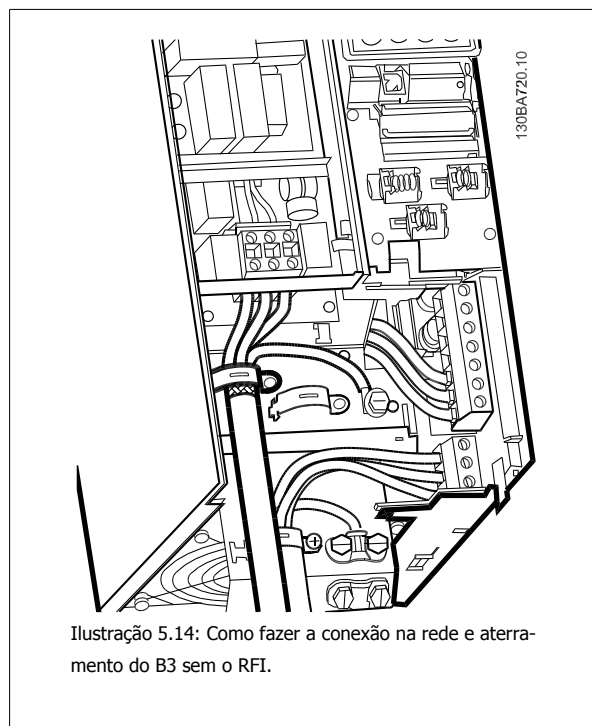 130BA720.10
Ilustração 5.14: Como fazer a conexão na rede e aterra-
mento do B3 sem o RFI.